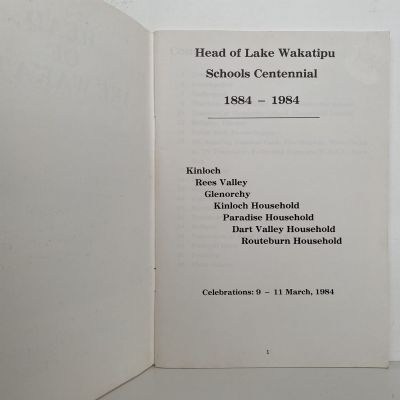 Head of Lake Wakatipu
Schools Centennial
1884 – 1984
Kinloch
Rees Valley
Glenorchy
Kinloch Household
Paradise Household
Dart Valley Household
Routeburn Household
Celebrations: 9 – 11 March, 1984
1